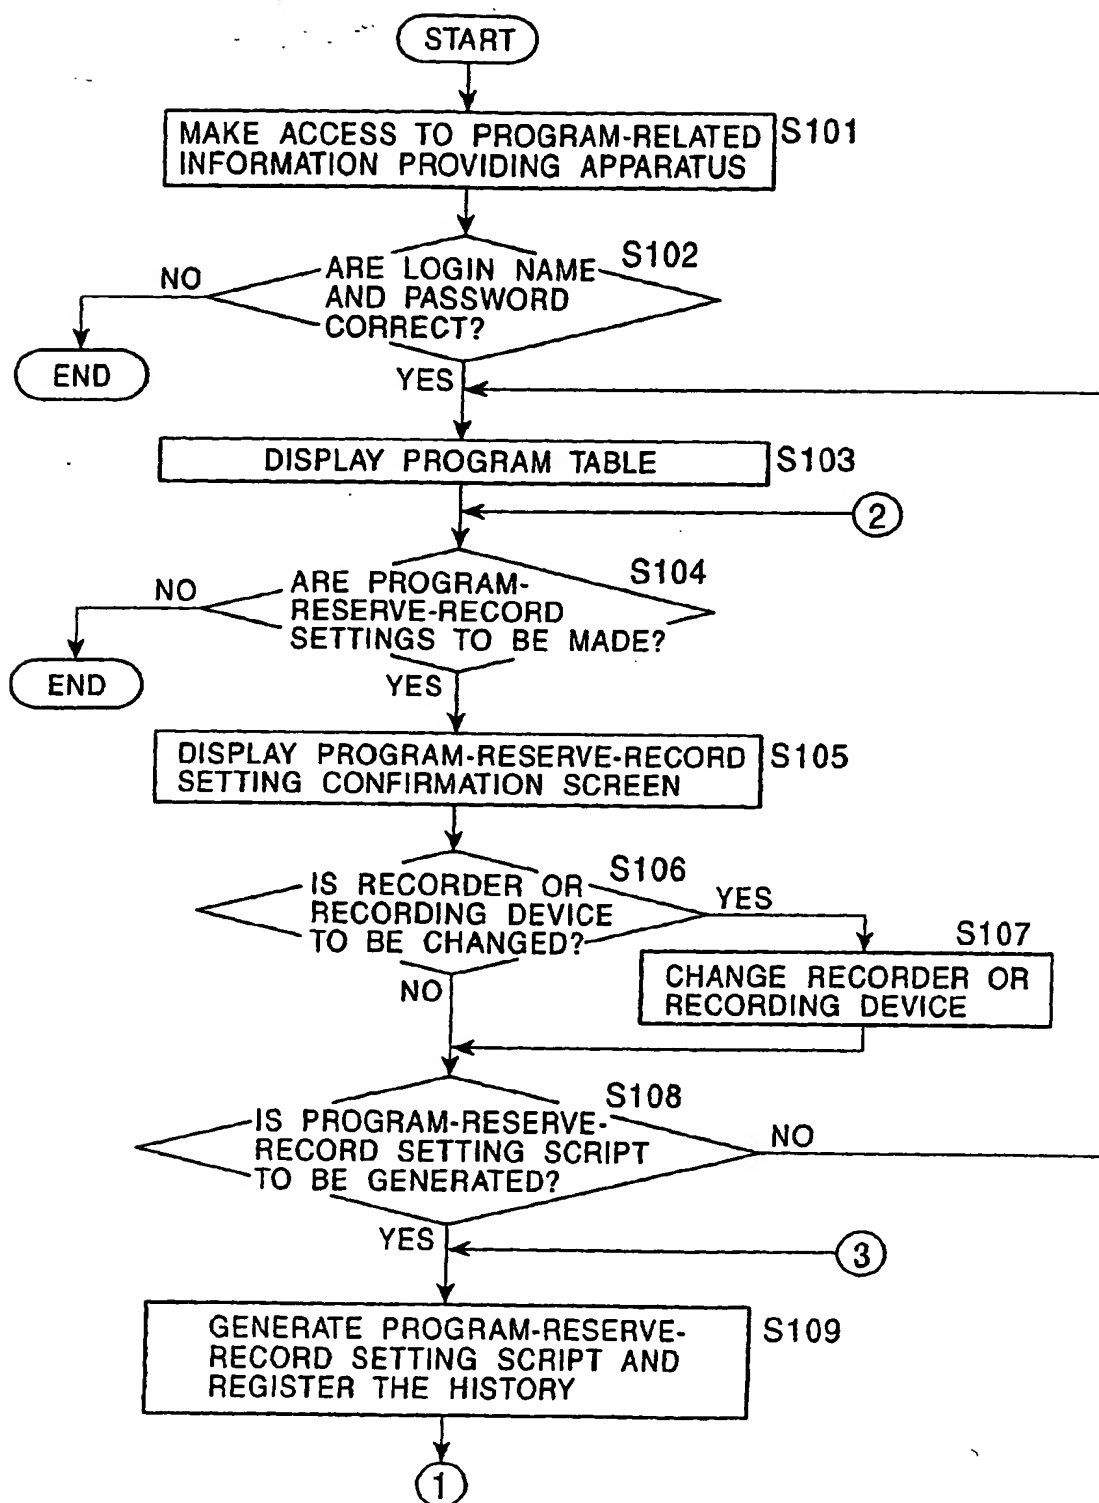 START
MAKE ACCESS TO PROGRAM-RELATED
INFORMATION PROVIDING APPARATUS
S101
S102
ARE LOGIN NAME
AND PASSWORD
CORRECT?
NO
END
YES
DISPLAY PROGRAM TABLE
S103
2
S104
ARE PROGRAM-
RESERVE-RECORD
SETTINGS TO BE MADE?
NO
END
YES
DISPLAY PROGRAM-RESERVE-RECORD
SETTING CONFIRMATION SCREEN
S105
S106
IS RECORDER OR
RECORDING DEVICE
TO BE CHANGED?
YES
S107
CHANGE RECORDER OR
RECORDING DEVICE
NO
S108
IS PROGRAM-RESERVE-
RECORD SETTING SCRIPT
TO BE GENERATED?
NO
YES
3
GENERATE PROGRAM-RESERVE-
RECORD SETTING SCRIPT AND
REGISTER THE HISTORY
S109
1